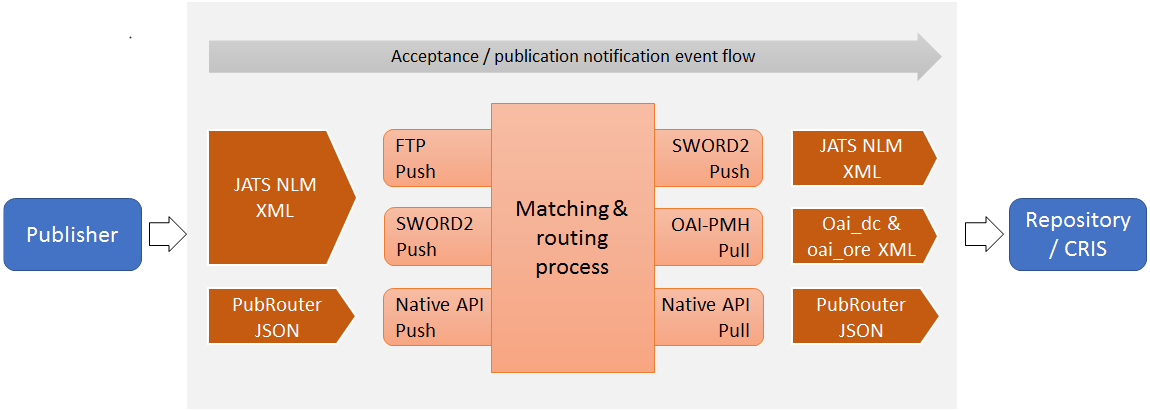 Acceptance / publication notification event flow
Publisher
JATS NLM
XML
PubRouter
JSON
FTP
Push
SWORD2
Push
Native API
Push
Matching &
routing
process
SWORD2
Push
OAI-PMH
Pull
Native API
Pull
JATS NLM
XML
Oai_dc &
oai_ore XML
PubRouter
JSON
Repository
/ CRIS